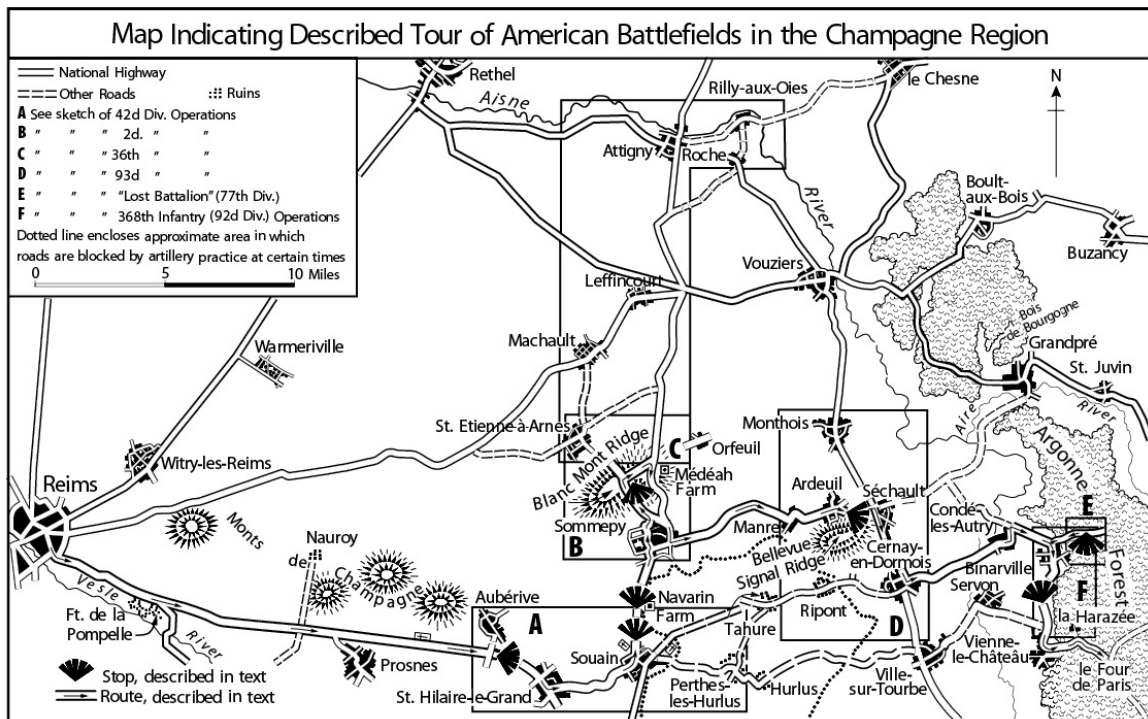 Map Indicating Described Tour of American Battlefields in the Champagne Region
National Highway
Other Roads
Ruins
A See sketch of 42d Div. Operations
B " " " 2d. " "
C " " " 36th " "
D " " " 93d " "
E " " " "Lost Battalion" (77th Div.)
F " " " 368th Infantry (92d Div.) Operations
Dotted line encloses approximate area in which
roads are blocked by artillery practice at certain times
0 5 10
Miles
N
Rethel
Aisne
Rilly-aux-Oies
le Chesne
Attigny
Roche
River
Boult-
aux-Bois
Buzancy
Vouziers
Leffincourt
Bois
de Bourgogne
Grandpré
St. Juvin
Machault
Warmeriville
Aire
River
St. Etienne-à-Arnes
Monthois
Argonne
Forest
C
Orfeuil
Blanc Mont Ridge
Médéah
Farm
Witry-les-Reims
Reims
Monts
de
Champagne
Nauroy
Sommepy
B
Manre
Ardeuil
Séchault
Condé-
les-Autry
E
Bellevue
Signal Ridge
Cernay-
en-Dormois
Binarville
Servon
F
Vesle
River
Ft. de la
Pompelle
Aubérive
A
Navarin
Farm
Ripont
D
la Harazée
Tahure
Prosnes
Souain
Vienne-
le-Château
St. Hilaire-le-Grand
Perthes-
les-Hurlus
Hurlus
Ville-
sur-Tourbe
le Four
de Paris
Stop, described in text
Route, described in text